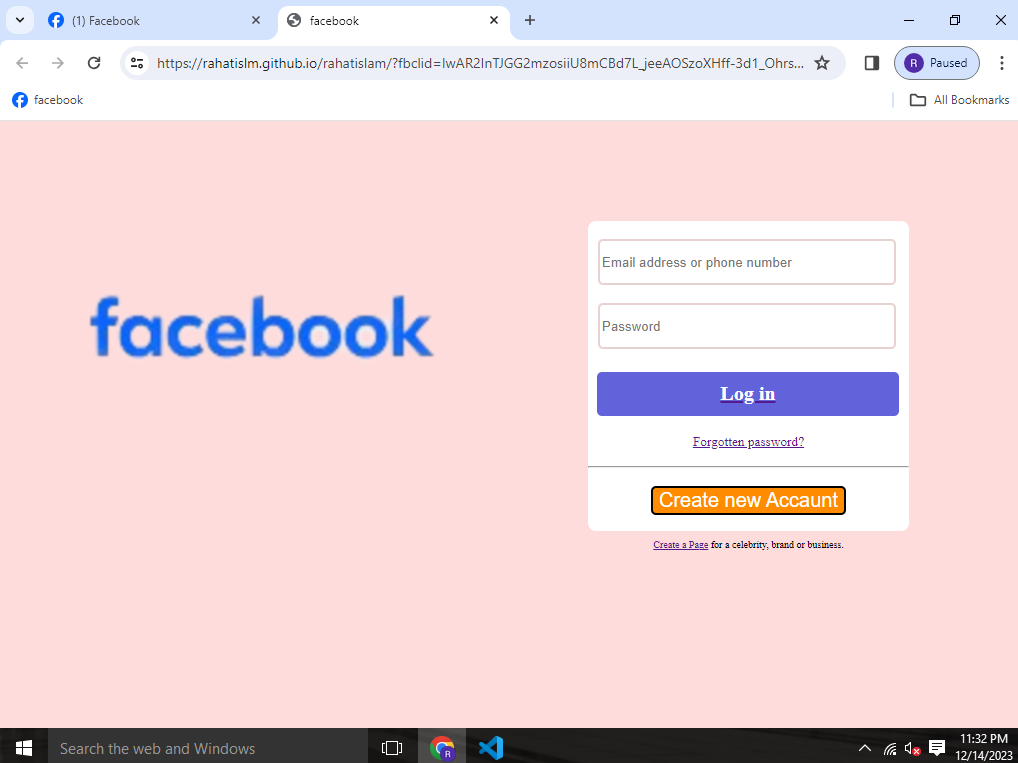 (1) Facebook
facebook
https://rahatislm.github.io/rahatislam/?fbclid=IwAR2InTJGG2mzosiiU8mCBd7L_jeeAOSzoXHff-3d1_Ohrs...
R
Paused
facebook
All Bookmarks
facebook
Email address or phone number
Password
Log in
Forgotten password?
Create new Accaunt
Create a Page for a celebrity, brand or business.
Search the web and Windows
R
11:32 PM
12/14/2023